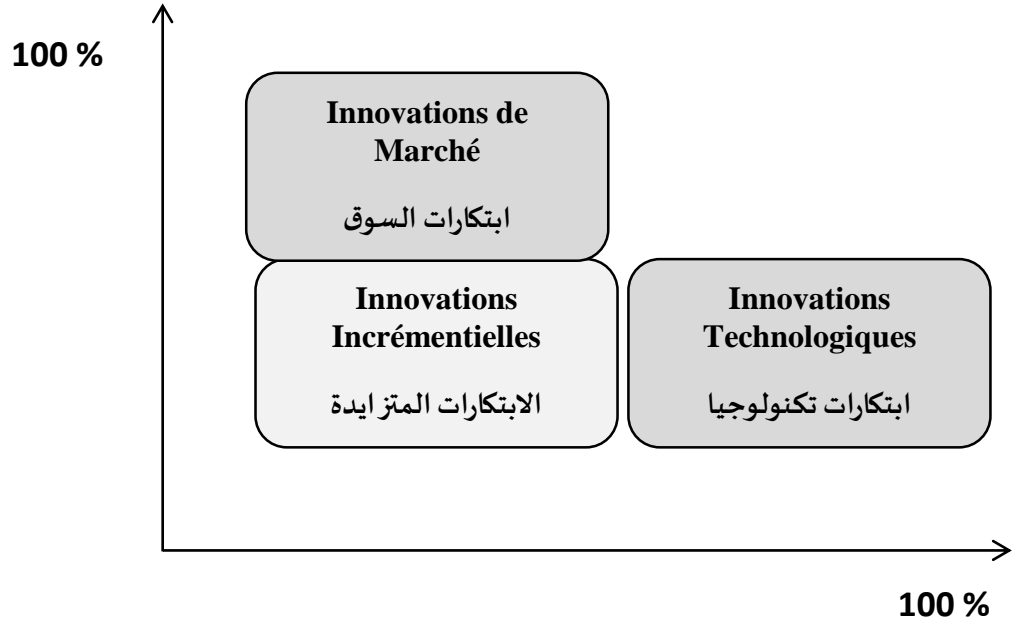 100 %
Innovations de
Marché
ابتكارات السوق
Innovations
Incrémentielles
الابتكارات المتزايدة
Innovations
Technologiques
ابتكارات تكنولوجيا
100 %